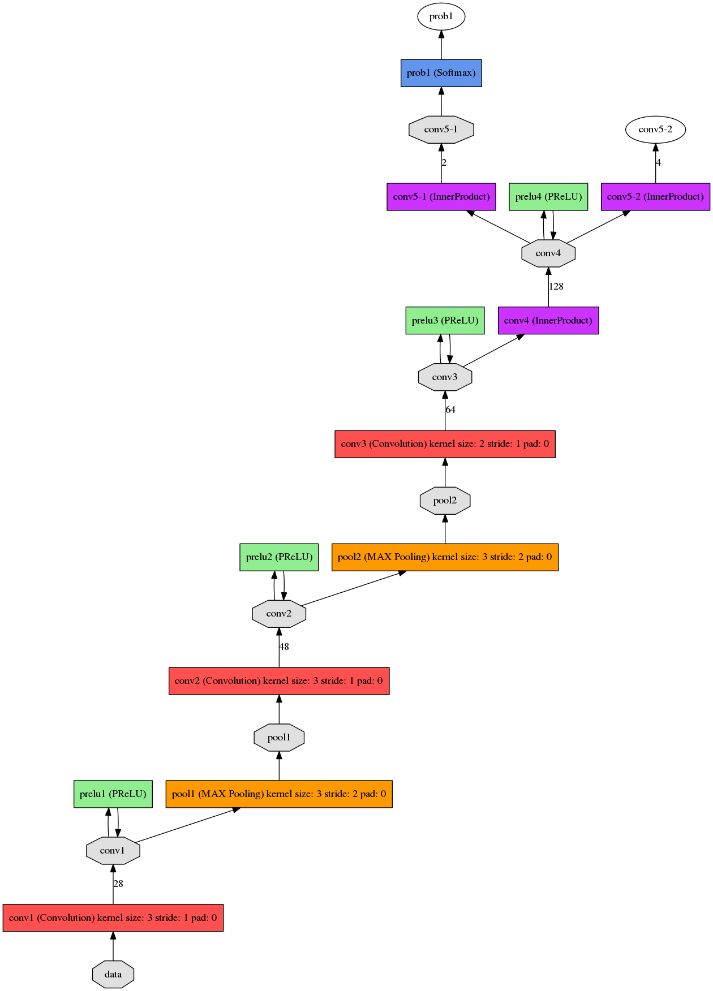 prob1
prob1 (Softmax)
conv5-1
conv5-2
2
4
conv5-1 (InnerProduct)
prelu4 (PReLU)
conv5-2 (InnerProduct)
conv4
128
prelu3 (PReLU)
conv4 (InnerProduct)
conv3
64
conv3 (Convolution) kernel size: 2 stride: 1 pad: 0
pool2
prelu2 (PReLU)
pool2 (MAX Pooling) kernel size: 3 stride: 2 pad: 0
conv2
48
conv2 (Convolution) kernel size: 3 stride: 1 pad: 0
pool1
prelu1 (PReLU)
pool1 (MAX Pooling) kernel size: 3 stride: 2 pad: 0
conv1
28
conv1 (Convolution) kernel size: 3 stride: 1 pad: 0
data